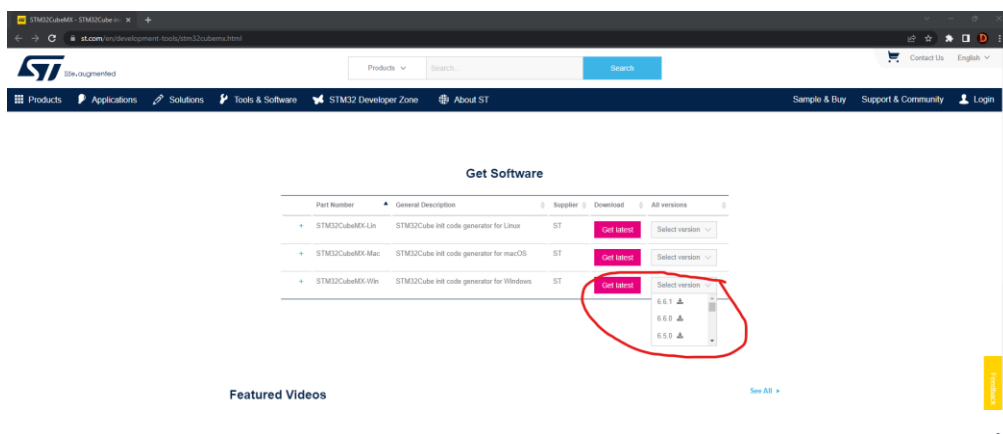 STM32CubeMX - STM32Cube in
st.com/en/development-tools/stm32cubemx.html
ST life.augmented
Products
Search...
Search
Contact Us
English
Products
Applications
Solutions
Tools & Software
STM32 Developer Zone
About ST
Sample & Buy
Support & Community
Login
Get Software
Part Number General Description Supplier Download All versions
+ STM32CubeMX-Lin STM32Cube init code generator for Linux ST Get latest Select version
+ STM32CubeMX-Mac STM32Cube init code generator for macOS ST Get latest Select version
+ STM32CubeMX-Win STM32Cube init code generator for Windows ST Get latest Select version
6.6.1
6.6.0
6.5.0
Featured Videos
See All
Feedback